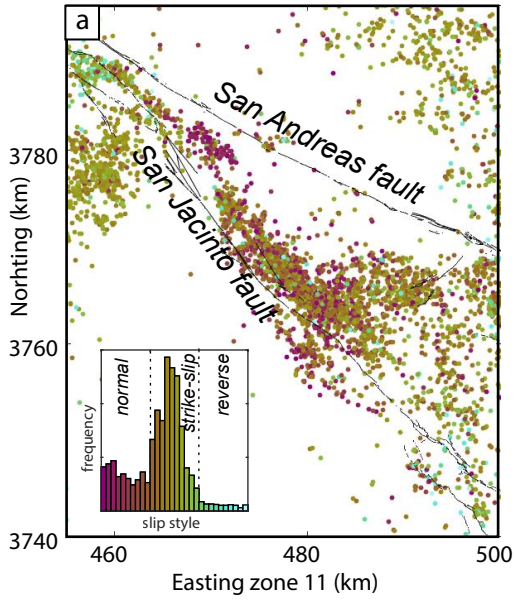 a
San Andreas fault
San Jacinto fault
3780
3760
3740
Norhting (km)
normal
strike-slip
reverse
frequency
slip style
460
480
500
Easting zone 11 (km)